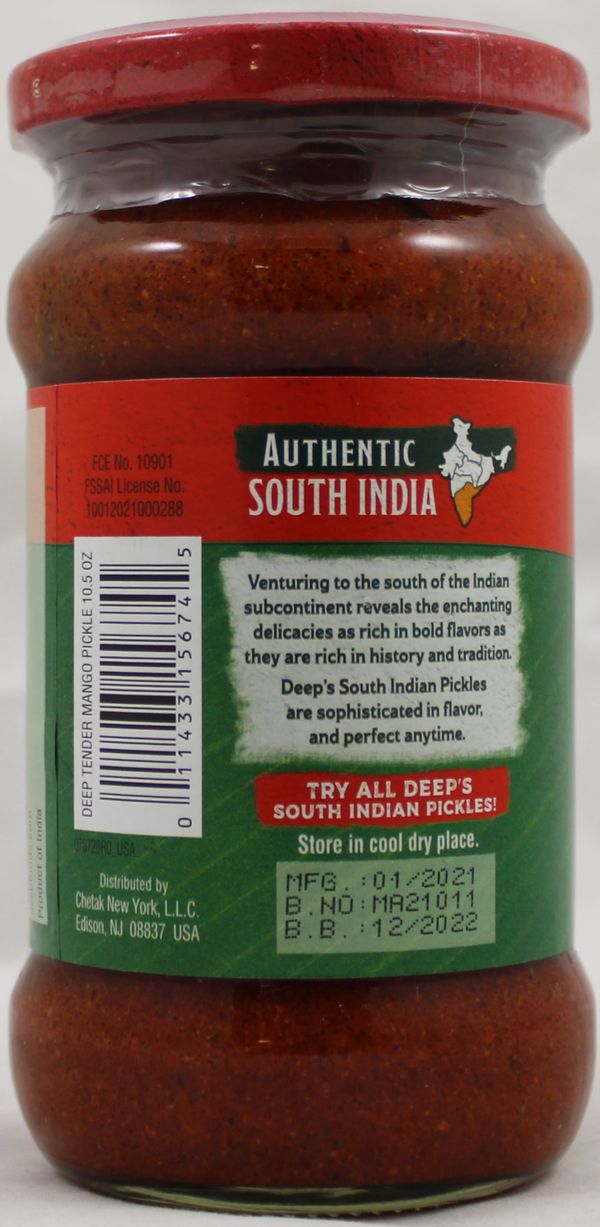 FCE No. 10901
FSSAI License No.
10012021000288
AUTHENTIC
SOUTH INDIA
Venturing to the south of the Indian
subcontinent reveals the enchanting
delicacies as rich in bold flavors as
they are rich in history and tradition.
Deep's South Indian Pickles
are sophisticated in flavor,
and perfect anytime.
TRY ALL DEEP'S
SOUTH INDIAN PICKLES!
Store in cool dry place.
MFG.:01/2021
B.NO:MA21011
B.B.:12/2022
DEEP TENDER MANGO PICKLE 10.5 OZ
0 11433 15674 5
Distributed by
Chetak New York, L.L.C.
Edison, NJ 08837 USA
Product of India